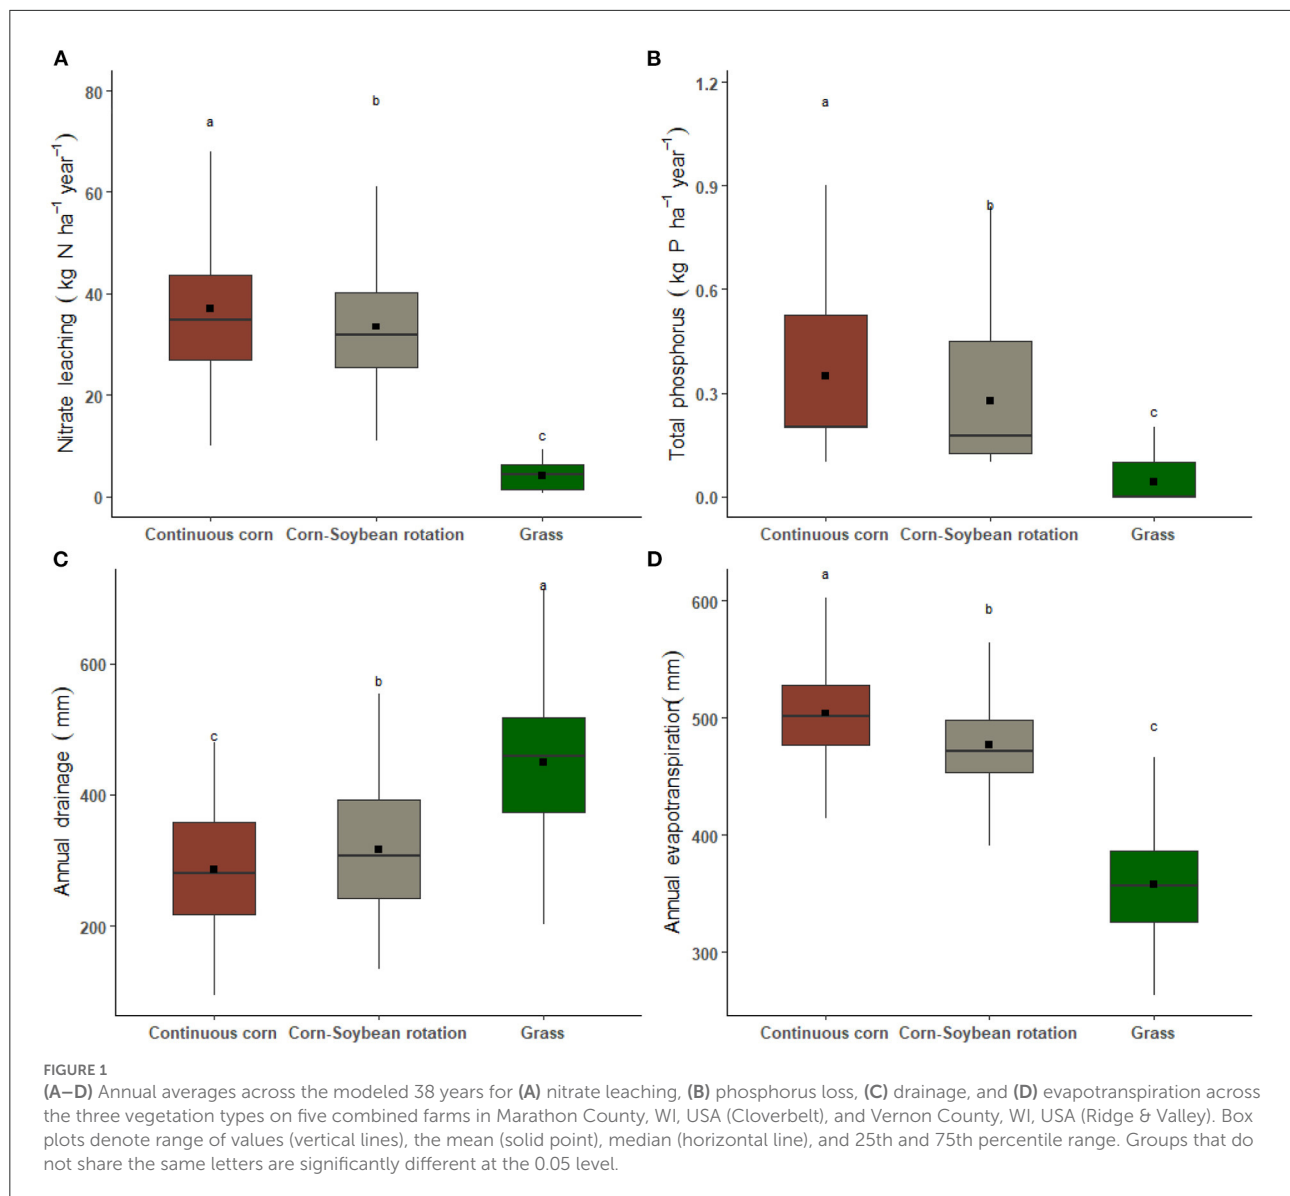 A
Nitrate leaching ( kg N ha⁻¹ year⁻¹)
80
60
40
20
0
a
b
c
Continuous corn
Corn-Soybean rotation
Grass
B
Total phosphorus ( kg P ha⁻¹ year⁻¹)
1.2
0.9
0.6
0.3
0.0
a
b
c
Continuous corn
Corn-Soybean rotation
Grass
C
Annual drainage ( mm)
600
400
200
c
b
a
Continuous corn
Corn-Soybean rotation
Grass
D
Annual evapotranspiration( mm)
600
500
400
300
a
b
c
Continuous corn
Corn-Soybean rotation
Grass
FIGURE 1
(A–D) Annual averages across the modeled 38 years for (A) nitrate leaching, (B) phosphorus loss, (C) drainage, and (D) evapotranspiration across
the three vegetation types on five combined farms in Marathon County, WI, USA (Cloverbelt), and Vernon County, WI, USA (Ridge & Valley). Box
plots denote range of values (vertical lines), the mean (solid point), median (horizontal line), and 25th and 75th percentile range. Groups that do
not share the same letters are significantly different at the 0.05 level.